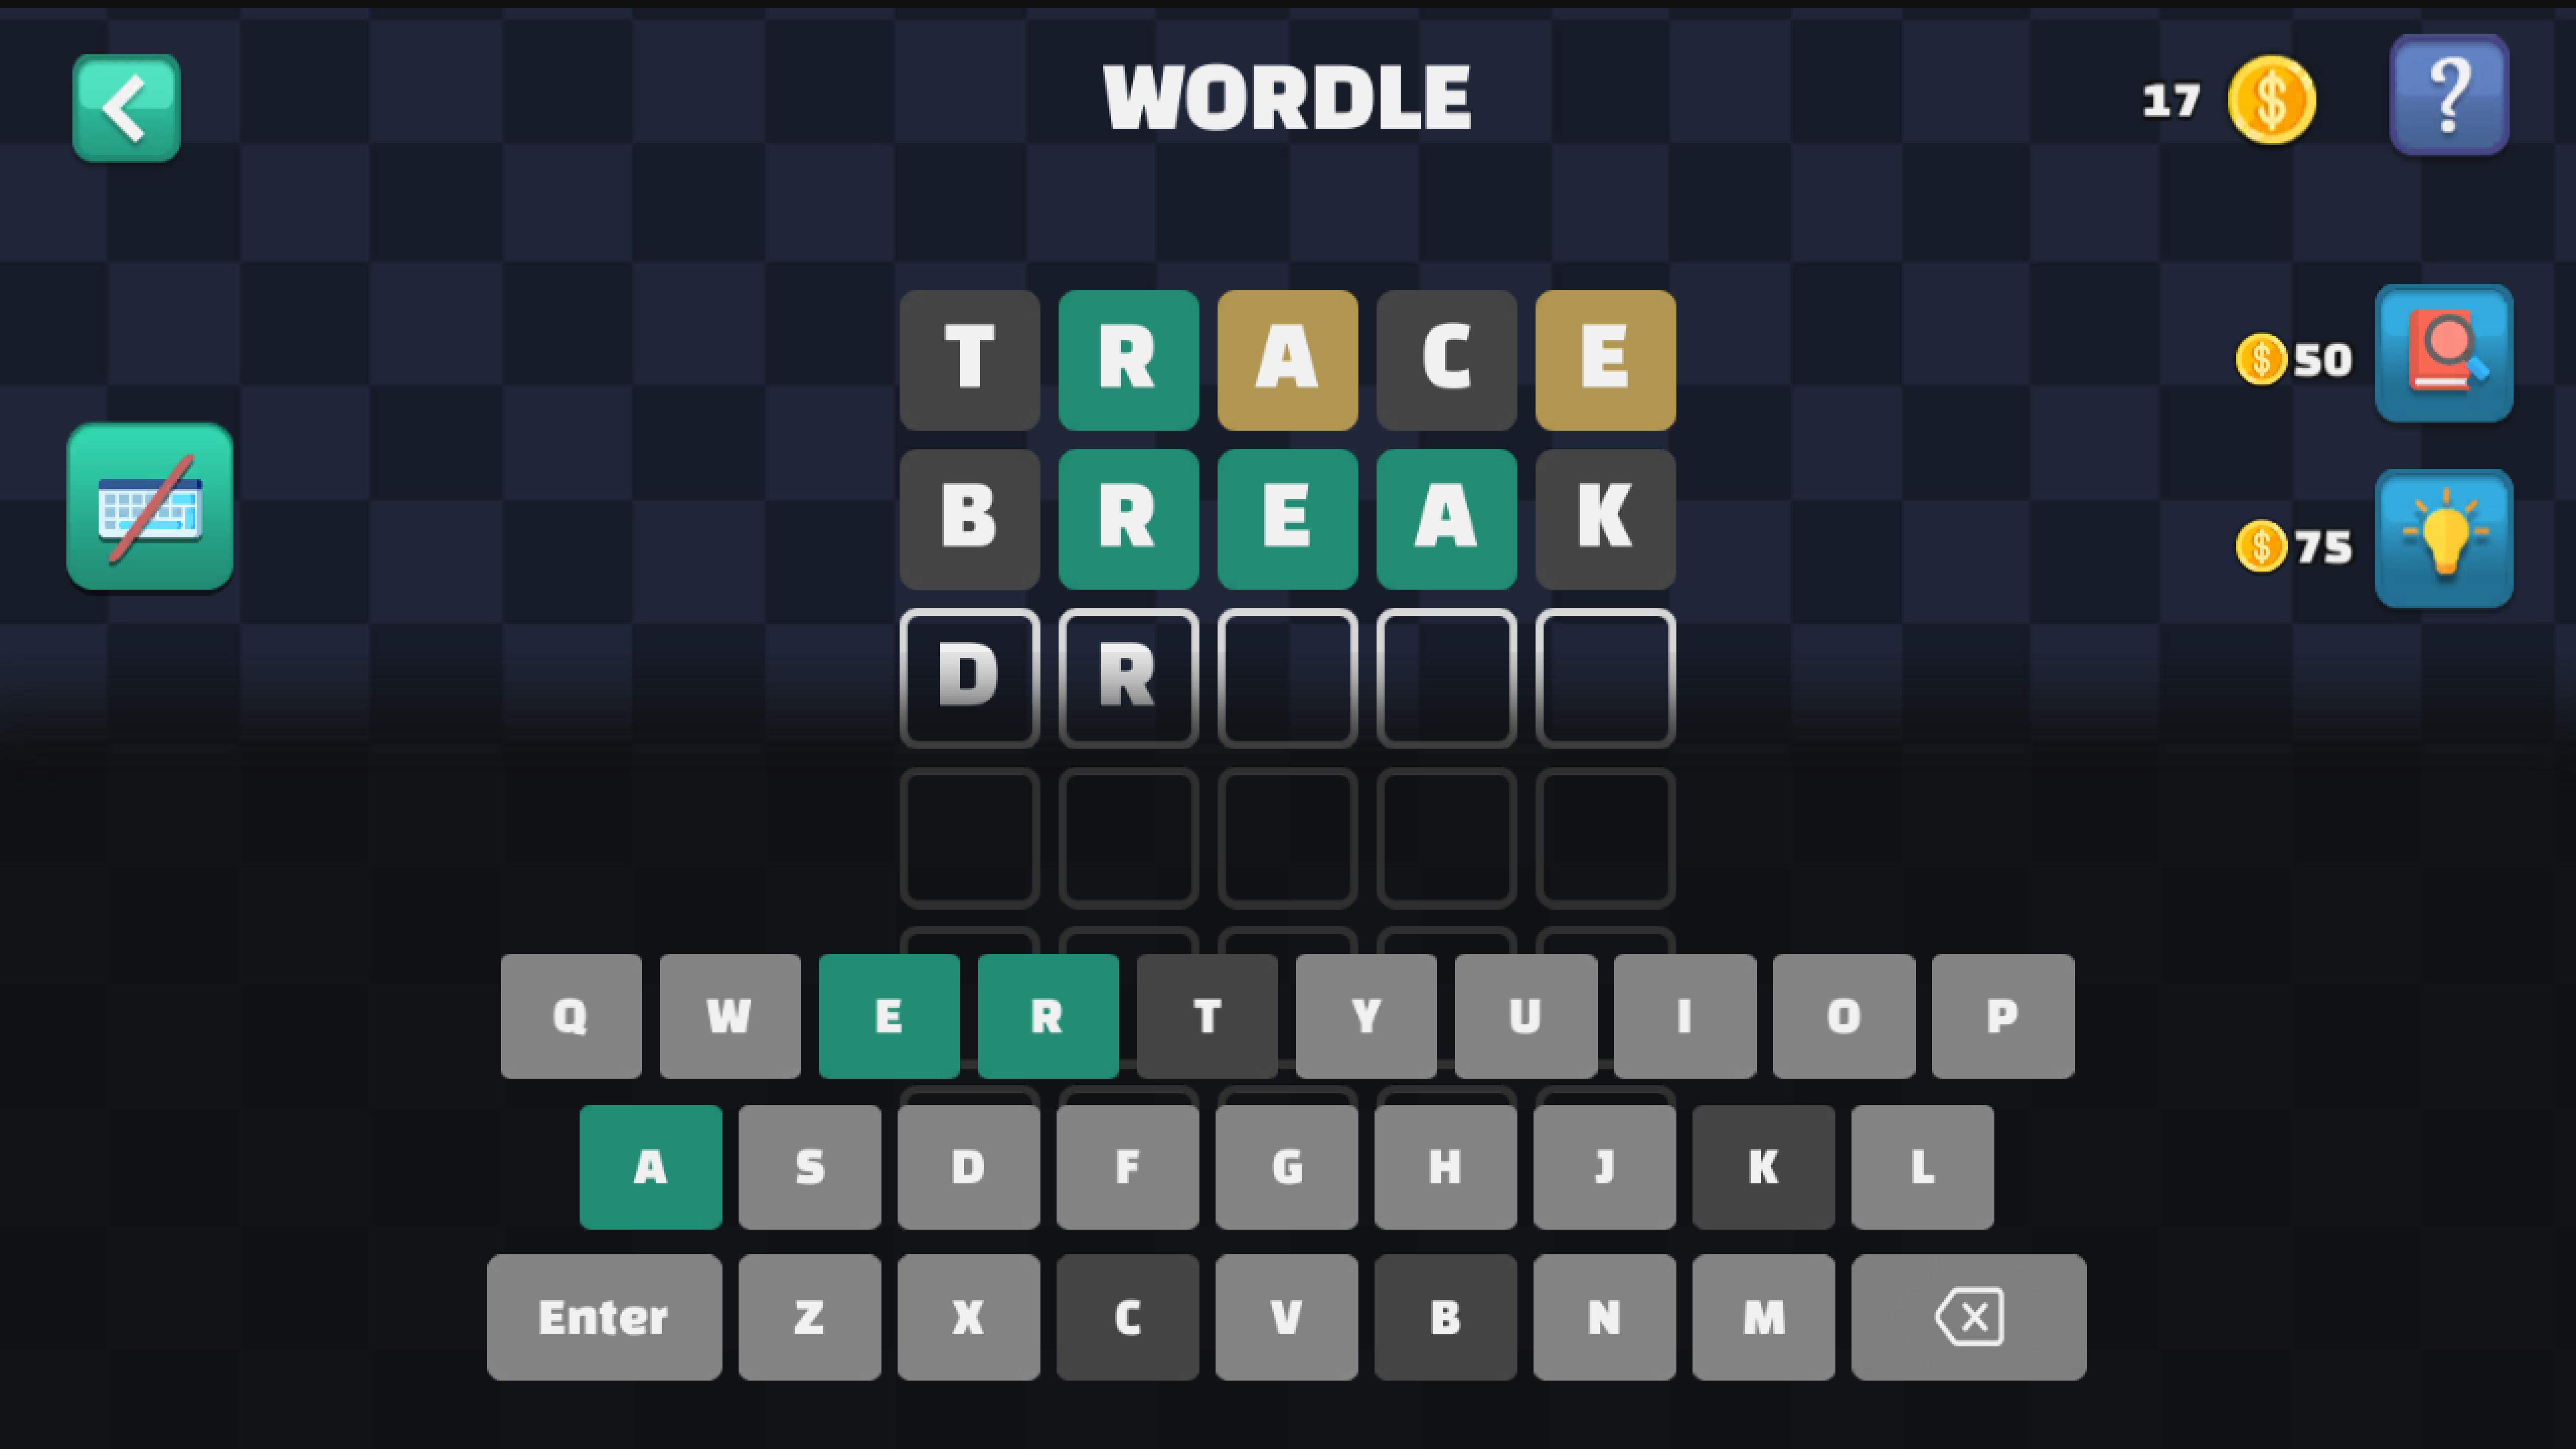 WORDLE
17
TRACE
50
BREAK
75
DR
Q W E R T Y U I O P
A S D F G H J K L
Enter Z X C V B N M